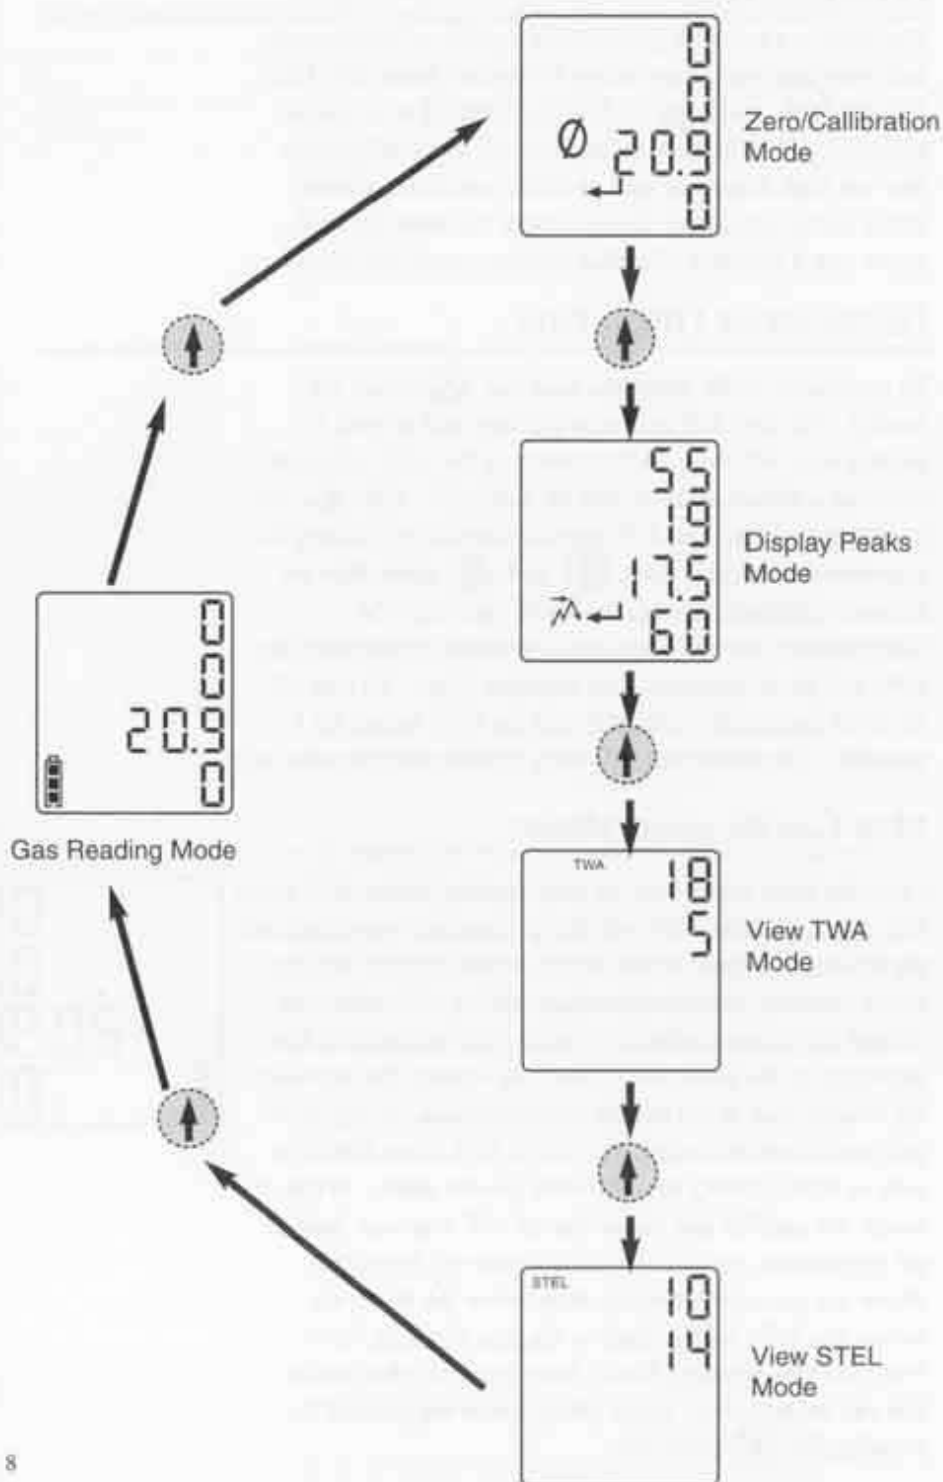 0
0
Ø 20.9
0
Zero/Callibration
Mode
55
19
17.5
60
Display Peaks
Mode
0
0
20.9
0
Gas Reading Mode
TWA 18
5
View TWA
Mode
STEL 10
14
View STEL
Mode
8